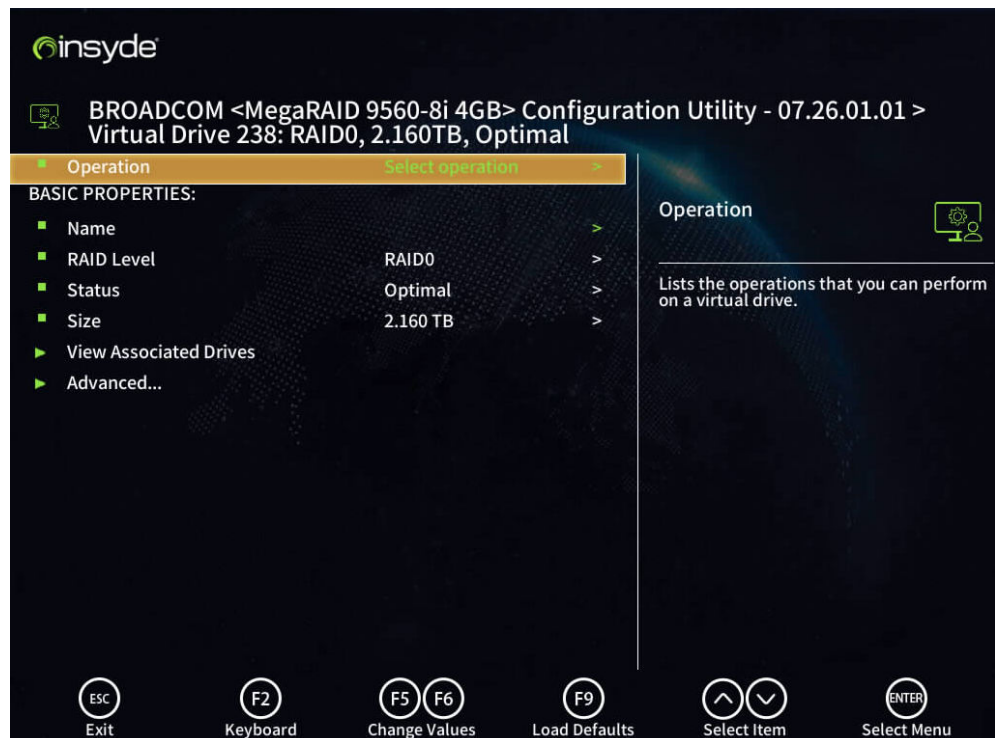 insyde
BROADCOM <MegaRAID 9560-8i 4GB> Configuration Utility - 07.26.01.01 >
Virtual Drive 238: RAID0, 2.160TB, Optimal
Operation Select operation >
BASIC PROPERTIES:
Name >
RAID Level RAID0 >
Status Optimal >
Size 2.160 TB >
View Associated Drives
Advanced...
Operation
Lists the operations that you can perform
on a virtual drive.
ESC F2 F5 F6 F9 ENTER
Exit Keyboard Change Values Load Defaults Select Item Select Menu